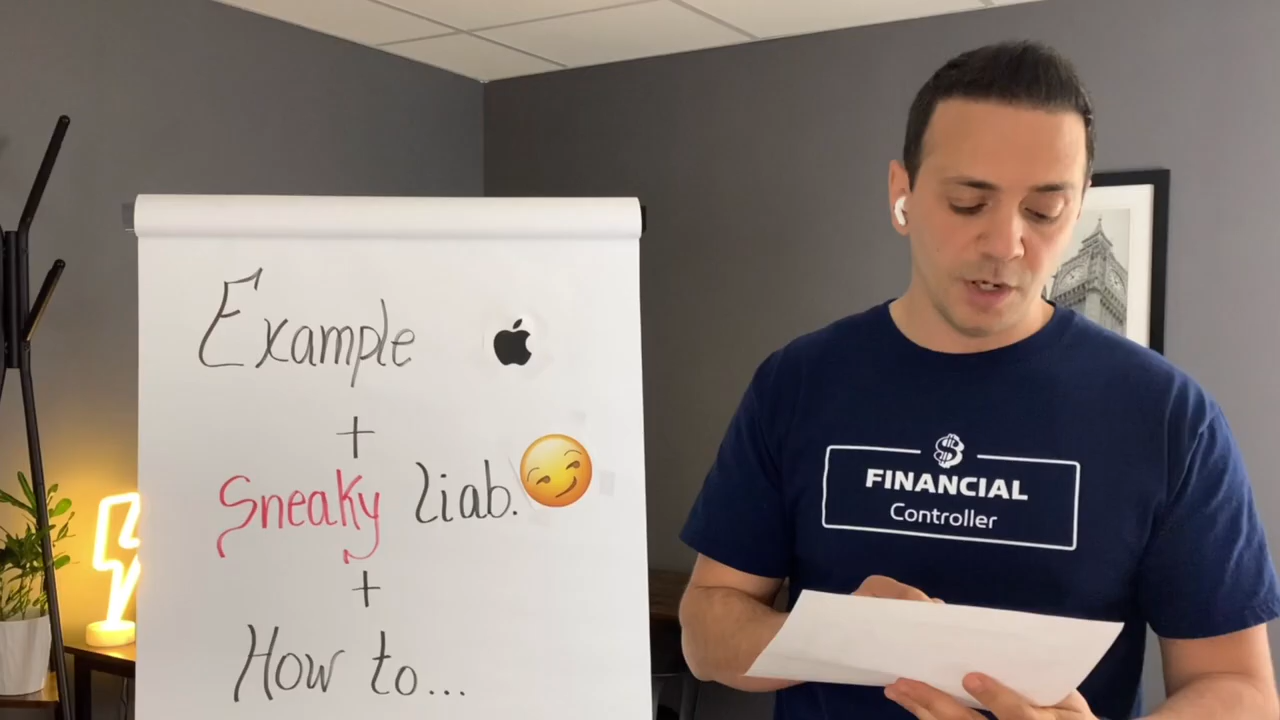 Example
+
Sneaky Liab.
+
How to...
$
FINANCIAL
Controller